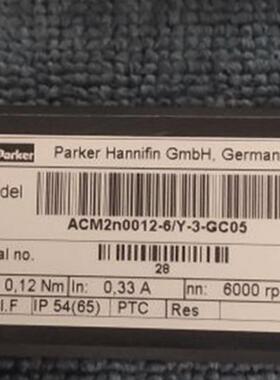 Parker
Parker Hannifin GmbH, German
del
ACM2n0012-6/Y-3-GC05
al no.
28
0,12 Nm In: 0,33 A nn: 6000 rp
I.F IP 54(65) PTC Res